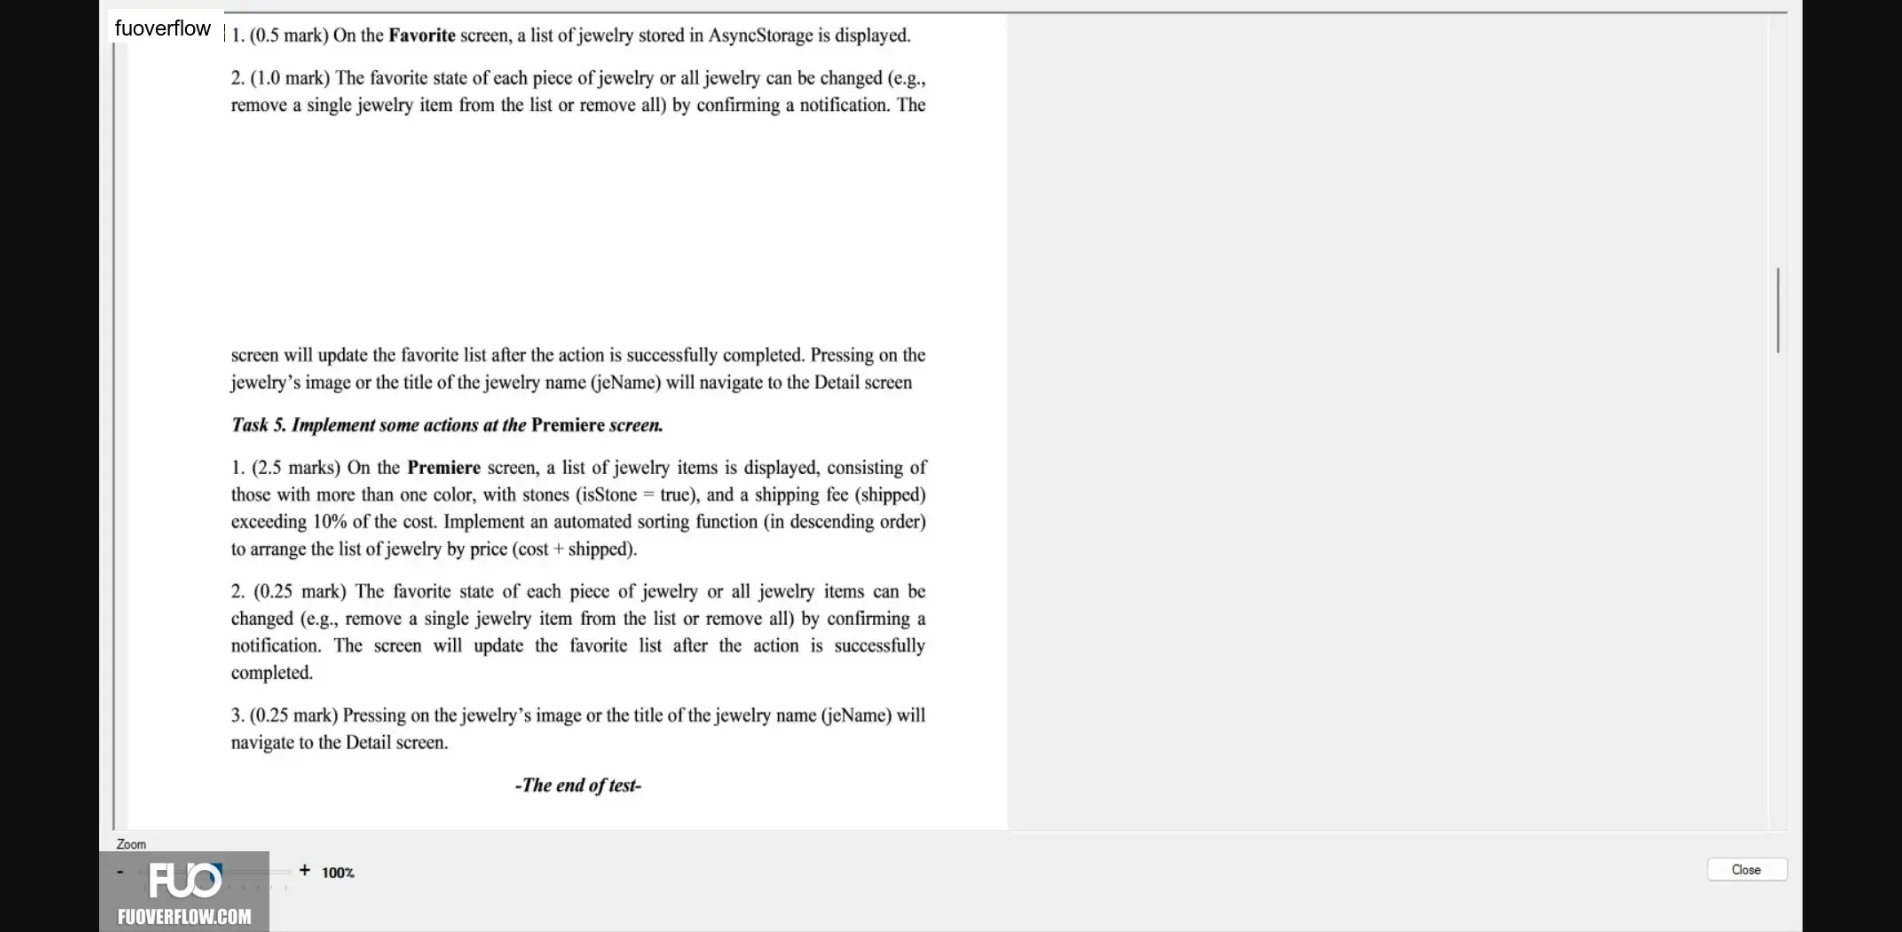 fuoverflow
1. (0.5 mark) On the Favorite screen, a list of jewelry stored in AsyncStorage is displayed.
2. (1.0 mark) The favorite state of each piece of jewelry or all jewelry can be changed (e.g.,
remove a single jewelry item from the list or remove all) by confirming a notification. The
screen will update the favorite list after the action is successfully completed. Pressing on the
jewelry’s image or the title of the jewelry name (jeName) will navigate to the Detail screen
Task 5. Implement some actions at the Premiere screen.
1. (2.5 marks) On the Premiere screen, a list of jewelry items is displayed, consisting of
those with more than one color, with stones (isStone = true), and a shipping fee (shipped)
exceeding 10% of the cost. Implement an automated sorting function (in descending order)
to arrange the list of jewelry by price (cost + shipped).
2. (0.25 mark) The favorite state of each piece of jewelry or all jewelry items can be
changed (e.g., remove a single jewelry item from the list or remove all) by confirming a
notification. The screen will update the favorite list after the action is successfully
completed.
3. (0.25 mark) Pressing on the jewelry’s image or the title of the jewelry name (jeName) will
navigate to the Detail screen.
-The end of test-
Zoom
- + 100%
Close
FUO
FUOVERFLOW.COM